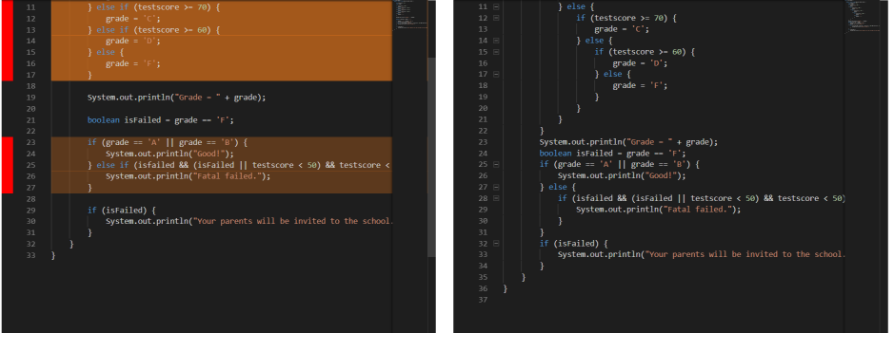 11 } else if (testscore >= 70) {
12 grade = 'C';
13 } else if (testscore >= 60) {
14 grade = 'D';
15 } else {
16 grade = 'F';
17 }
18
19 System.out.println("Grade = " + grade);
20
21 boolean isFailed = grade == 'F';
22
23 if (grade == 'A' || grade == 'B') {
24 System.out.println("Good!");
25 } else if (isfailed && (isFailed || testscore < 50) && testscore <
26 System.out.println("Fatal failed.");
27 }
28
29 if (isFailed) {
30 System.out.println("Your parents will be invited to the school.
31 }
32 }
33 }
11 } else {
12 if (testscore >= 70) {
13 grade = 'C';
14 } else {
15 if (testscore >= 60) {
16 grade = 'D';
17 } else {
18 grade = 'F';
19 }
20 }
21 }
22 }
23 System.out.println("Grade = " + grade);
24 boolean isFailed = grade == 'F';
25 if (grade == 'A' || grade == 'B') {
26 System.out.println("Good!");
27 } else {
28 if (isfailed && (isFailed || testscore < 50) && testscore < 50)
29 System.out.println("Fatal failed.");
30 }
31 }
32 if (isFailed) {
33 System.out.println("Your parents will be invited to the school.
34 }
35 }
36 }
37